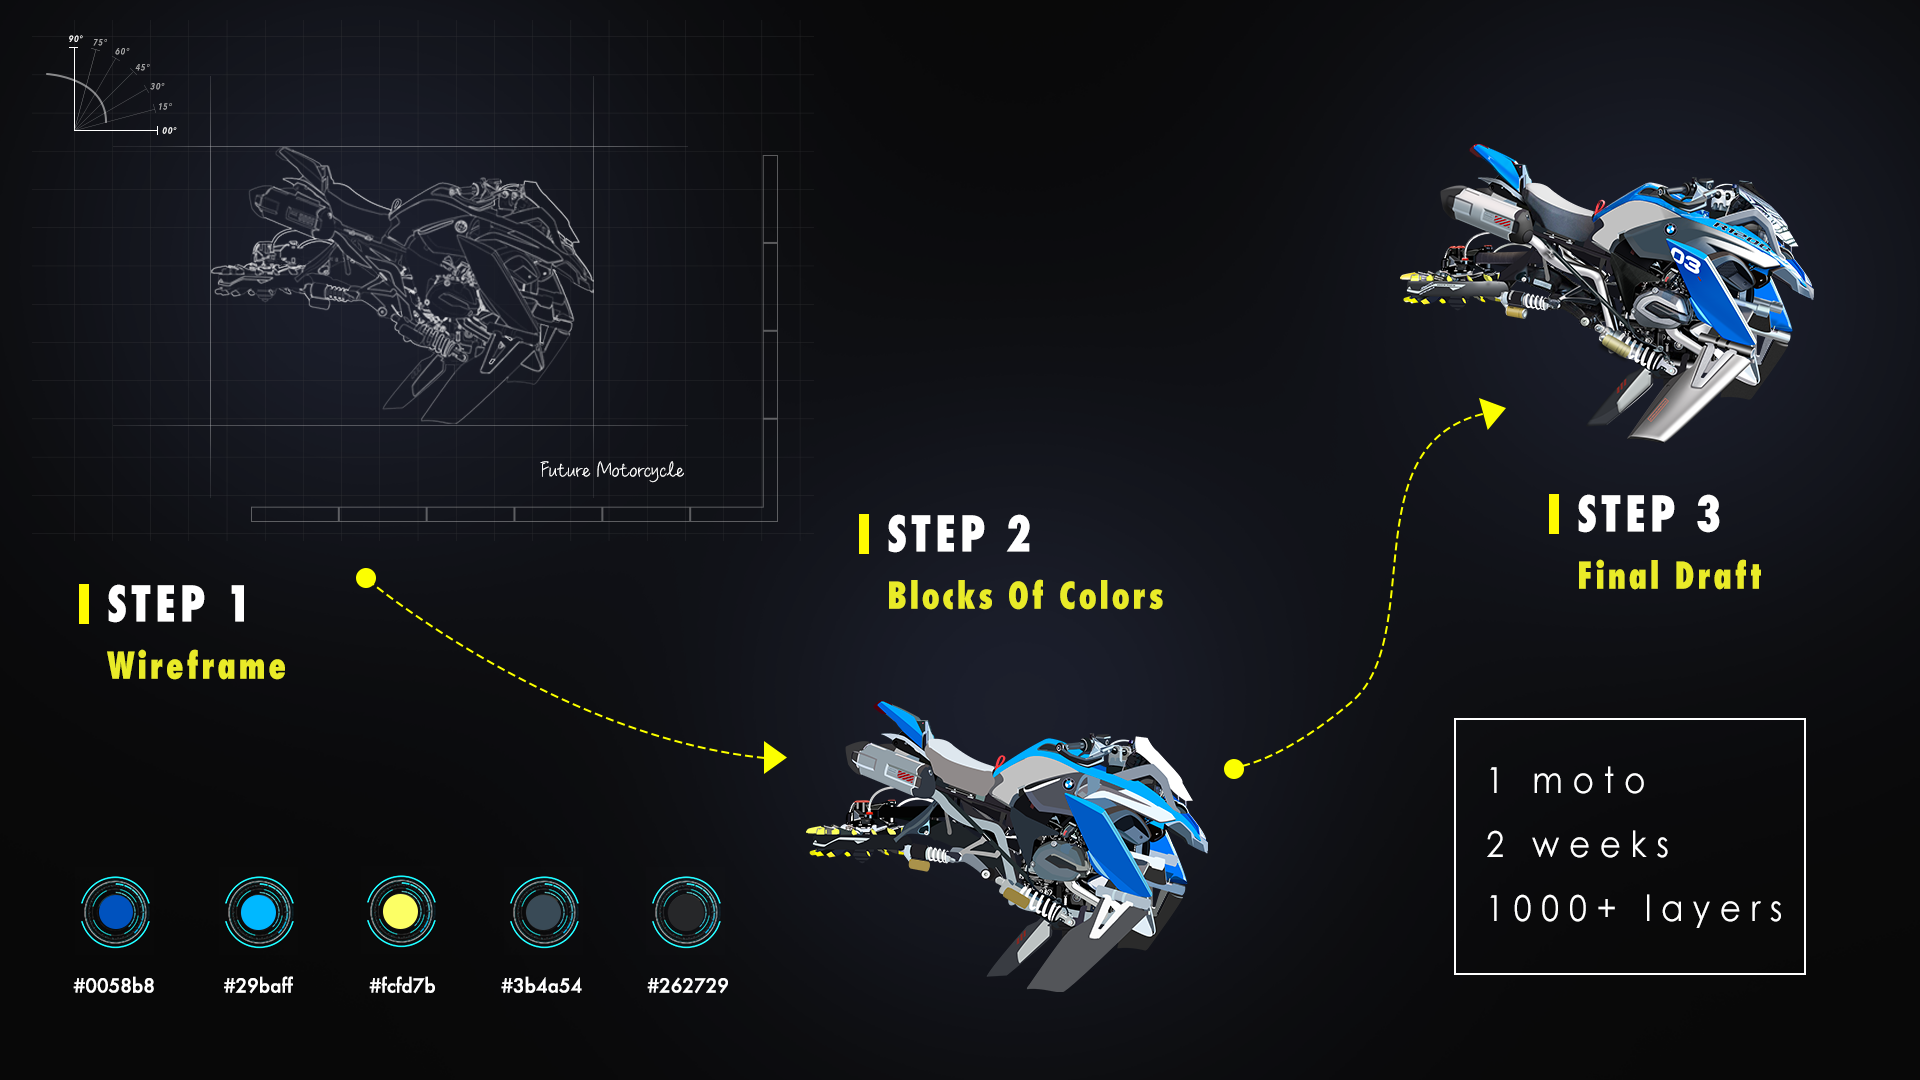 90°
75°
60°
45°
30°
15°
00°
Future Motorcycle
STEP 1
Wireframe
STEP 2
Blocks Of Colors
03
STEP 3
Final Draft
#0058b8
#29baff
#fcfd7b
#3b4a54
#262729
1 moto
2 weeks
1000+ layers